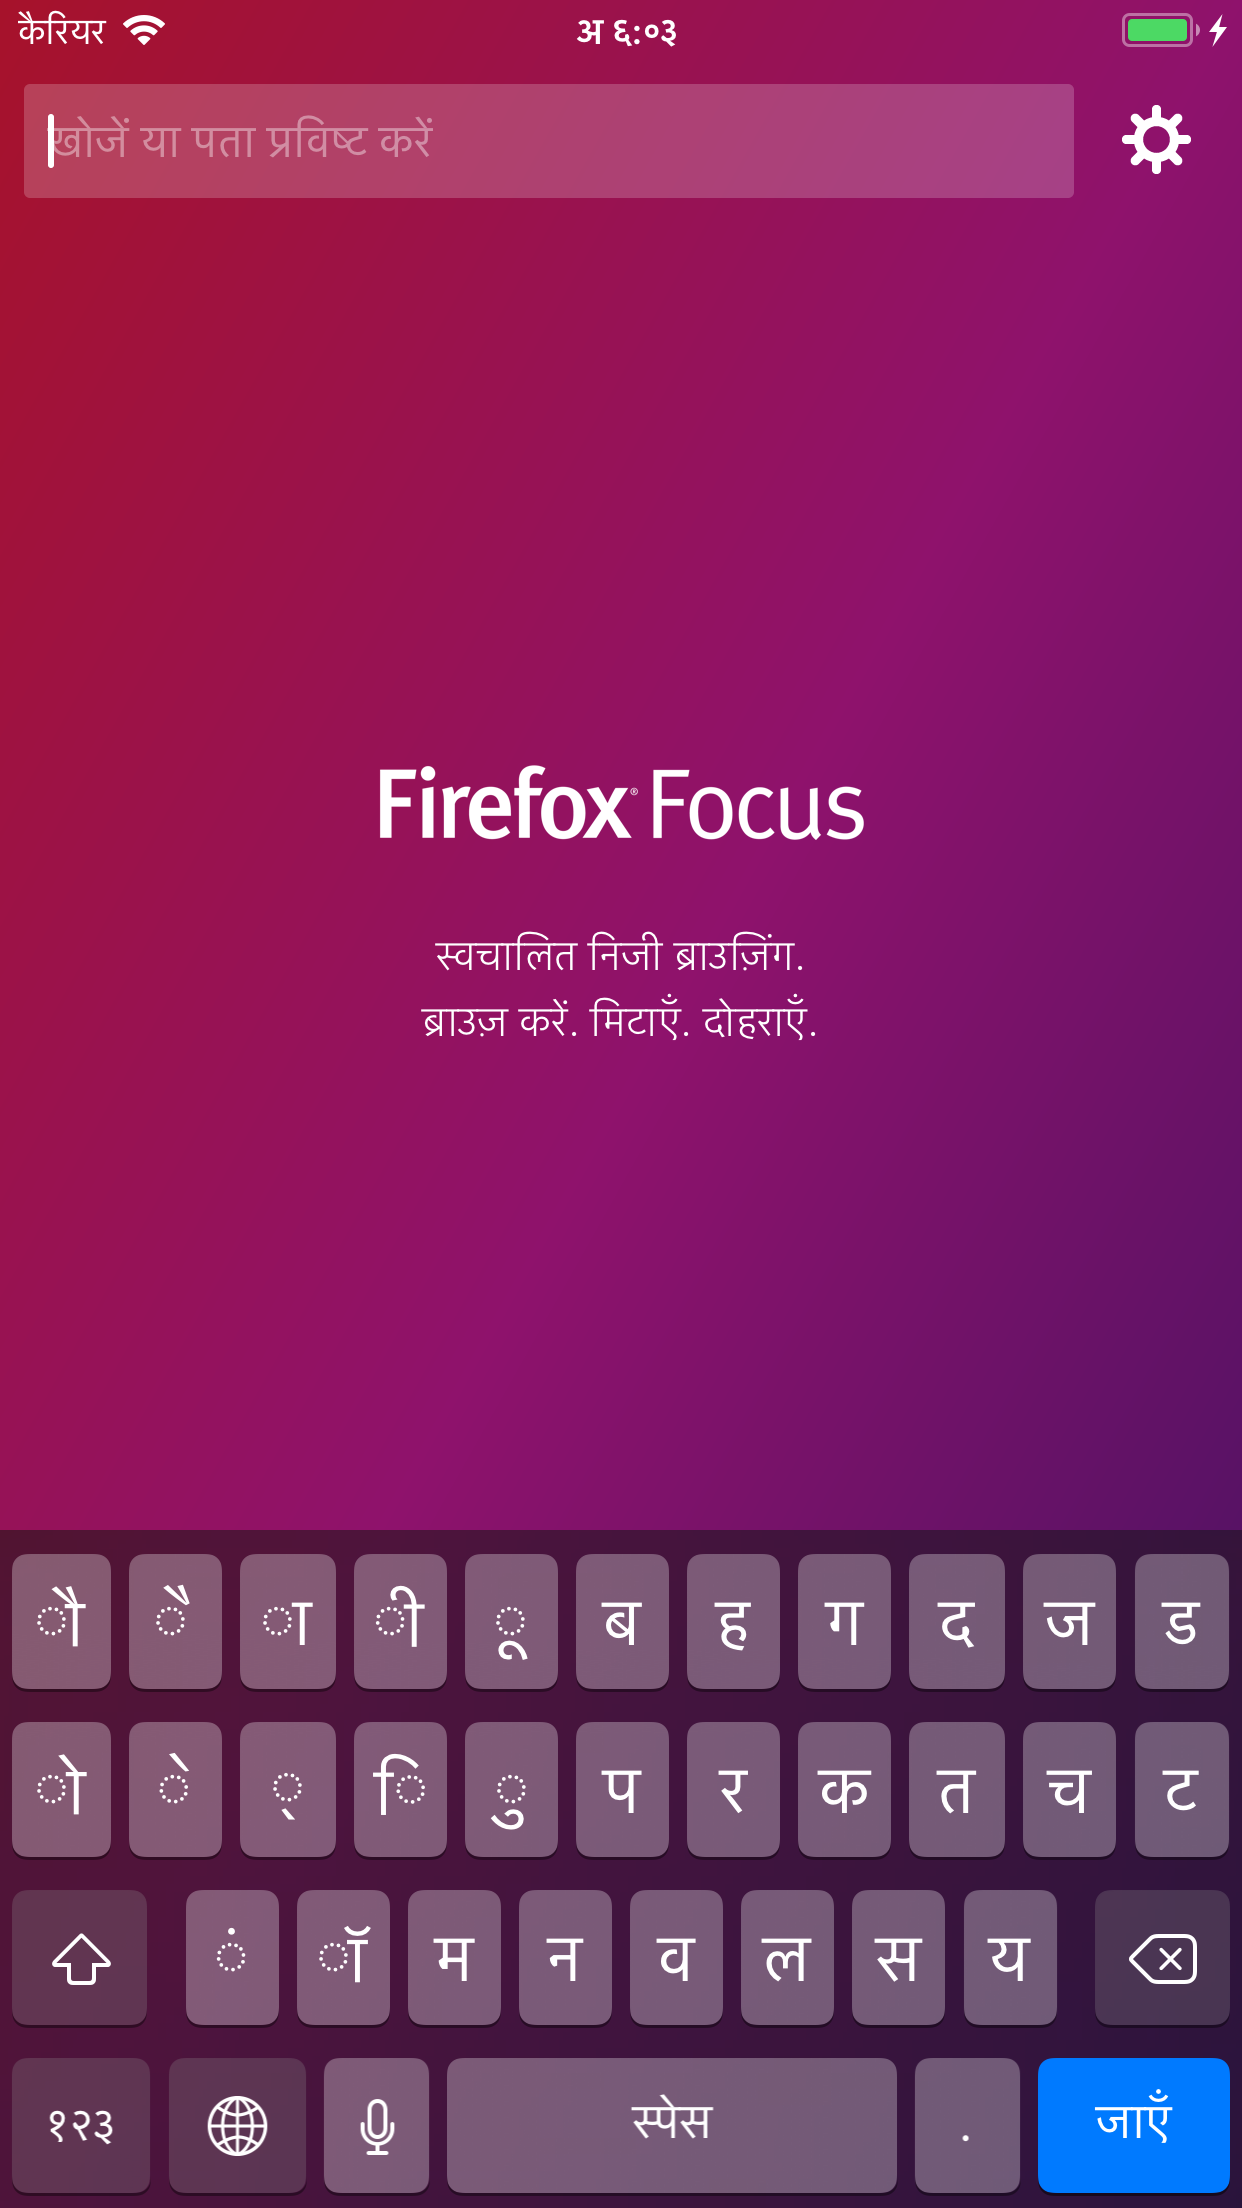 कैरियर अ ६:०३
खोजें या पता प्रविष्ट करें
Firefox® Focus
स्वचालित निजी ब्राउज़िंग.
ब्राउज़ करें. मिटाएँ. दोहराएँ.
ौ ै ा ी ू ब ह ग द ज ड
ो े ् ि ु प र क त च ट
ं ॉ म न व ल स य
१२३ स्पेस . जाएँ